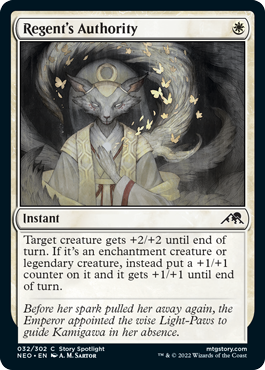 Regent's Authority
Instant
Target creature gets +2/+2 until end of
turn. If it's an enchantment creature or
legendary creature, instead put a +1/+1
counter on it and it gets +1/+1 until end
of turn.
Before her spark pulled her away again, the
Emperor appointed the wise Light-Paws to
guide Kamigawa in her absence.
032/302 C Story Spotlight
NEO • EN A. M. Sartor
mtgstory.com
™ & © 2022 Wizards of the Coast